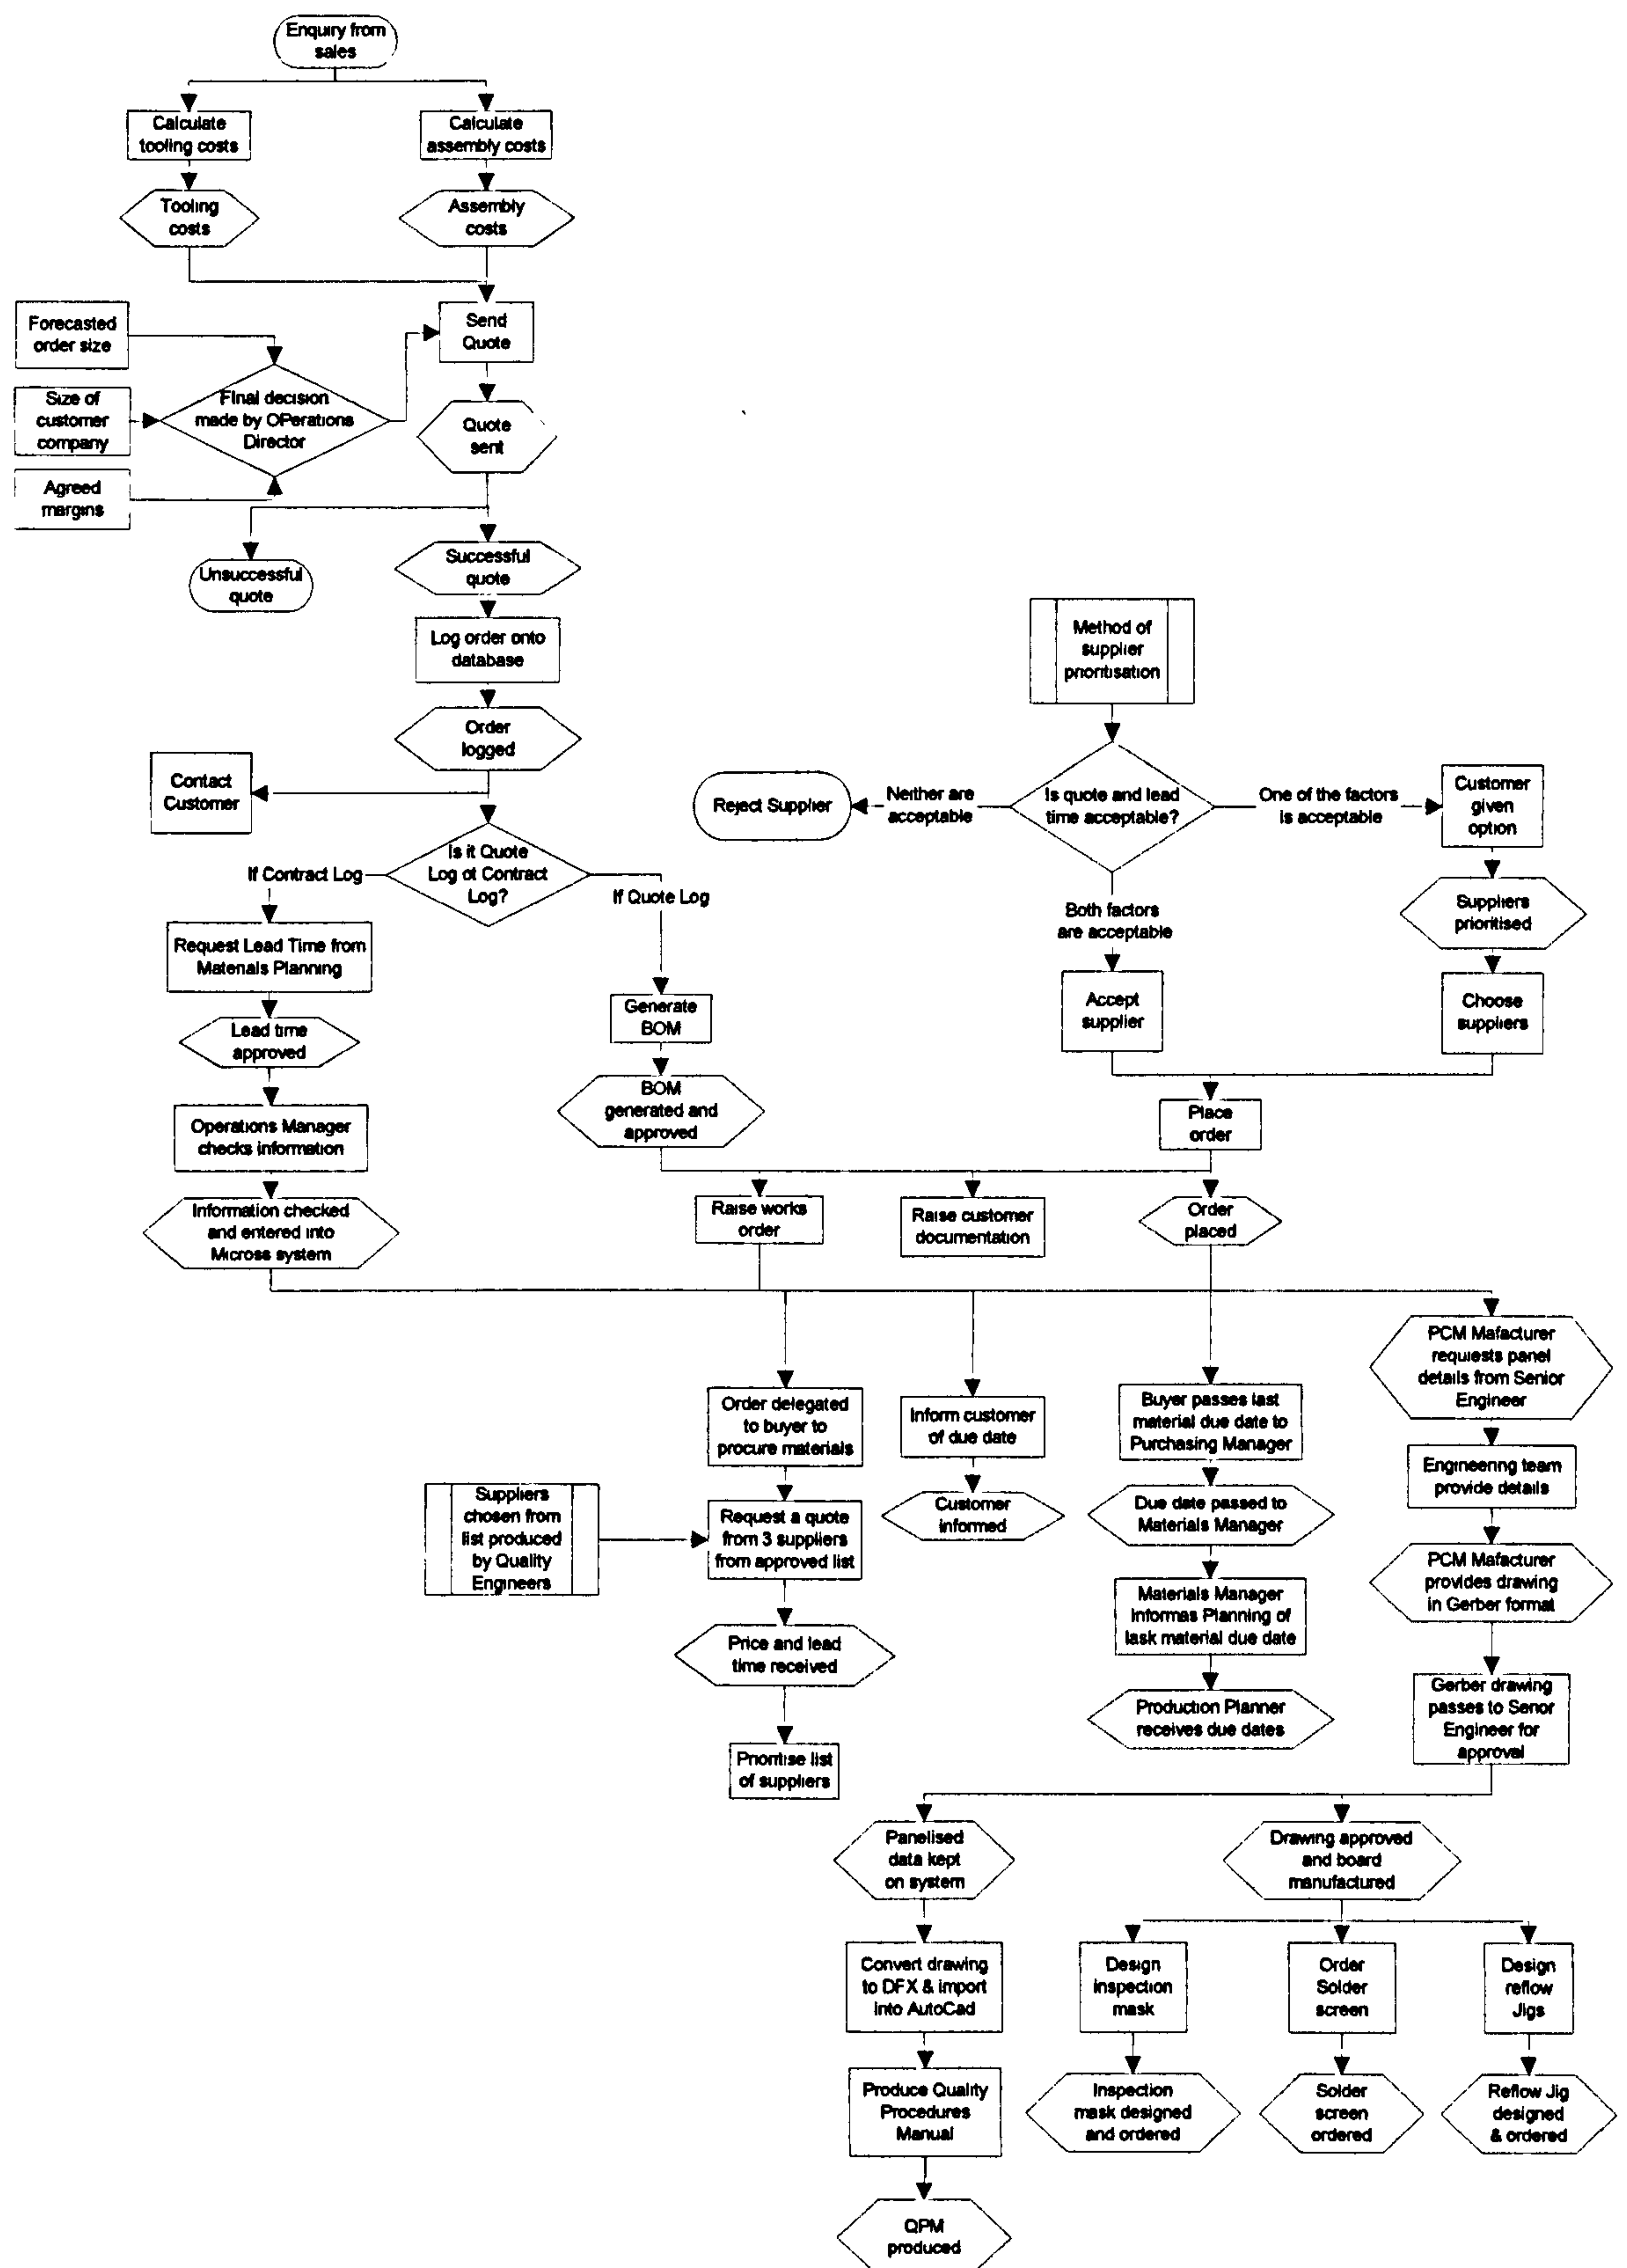 Enquiry from
sales
Calculate
tooling costs
Calculate
assembly costs
Tooling
costs
Assembly
costs
Forecasted
order size
Send
Quote
Size of
customer
company
FInal decision
made by OPerations
Director
Quote
sent
Agreed
margins
Unsuccessful
quote
Successful
quote
Log order onto
database
Order
logged
Contact
Customer
Is it Quote
Log ot Contract
Log?
If Contract Log
If Quote Log
Request Lead Time from
Materials Planning
Lead time
approved
Operations Manager
checks information
Information checked
and entered into
Micross system
Generate
BOM
BOM
generated and
approved
Method of
supplier
prioritisation
Is quote and lead
time acceptable?
Neither are
acceptable
Reject Supplier
One of the factors
is acceptable
Customer
given
option
Suppliers
prioritised
Choose
suppliers
Both factors
are acceptable
Accept
supplier
Place
order
Raise works
order
Raise customer
documentation
Order
placed
Order delegated
to buyer to
procure materials
Suppliers
chosen from
list produced
by Quality
Engineers
Request a quote
from 3 suppliers
from approved list
Price and lead
time received
Prioritise list
of suppliers
Inform customer
of due date
Customer
informed
Buyer passes last
material due date to
Purchasing Manager
Due date passed to
Materials Manager
Materials Manager
Informas Planning of
lask material due date
Production Planner
receives due dates
PCM Mafacturer
requiests panel
details from Senior
Engineer
Engineering team
provide details
PCM Mafacturer
provides drawing
in Gerber format
Gerber drawing
passes to Senor
Engineer for
approval
Panelised
data kept
on system
Drawing approved
and board
manufactured
Convert drawing
to DFX & import
into AutoCad
Produce Quality
Procedures
Manual
QPM
produced
Design
inspection
mask
Inspection
mask designed
and ordered
Order
Solder
screen
Solder
screen
ordered
Design
reflow
Jigs
Reflow Jig
designed
& ordered